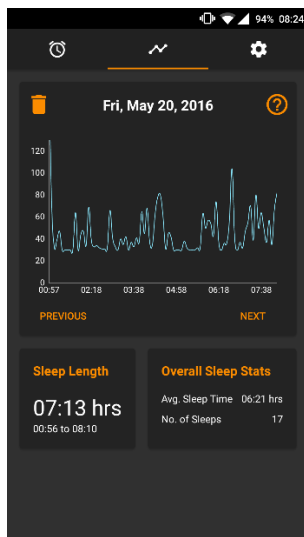 94% 08:24
Fri, May 20, 2016
?
120
100
80
60
40
20
0
00:57 02:18 03:38 04:58 06:18 07:38
PREVIOUS NEXT
Sleep Length
07:13 hrs
00:56 to 08:10
Overall Sleep Stats
Avg. Sleep Time 06:21 hrs
No. of Sleeps 17